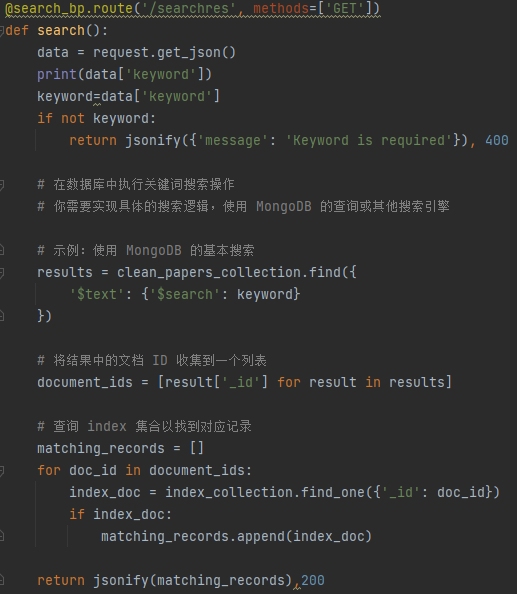 @search_bp.route('/searchres', methods=['GET'])
def search():
    data = request.get_json()
    print(data['keyword'])
    keyword=data['keyword']
    if not keyword:
        return jsonify({'message': 'Keyword is required'}), 400
    # 在数据库中执行关键词搜索操作
    # 你需要实现具体的搜索逻辑，使用 MongoDB 的查询或其他搜索引擎
    # 示例：使用 MongoDB 的基本搜索
    results = clean_papers_collection.find({
        '$text': {'$search': keyword}
    })
    # 将结果中的文档 ID 收集到一个列表
    document_ids = [result['_id'] for result in results]
    # 查询 index 集合以找到对应记录
    matching_records = []
    for doc_id in document_ids:
        index_doc = index_collection.find_one({'_id': doc_id})
        if index_doc:
            matching_records.append(index_doc)
    return jsonify(matching_records),200